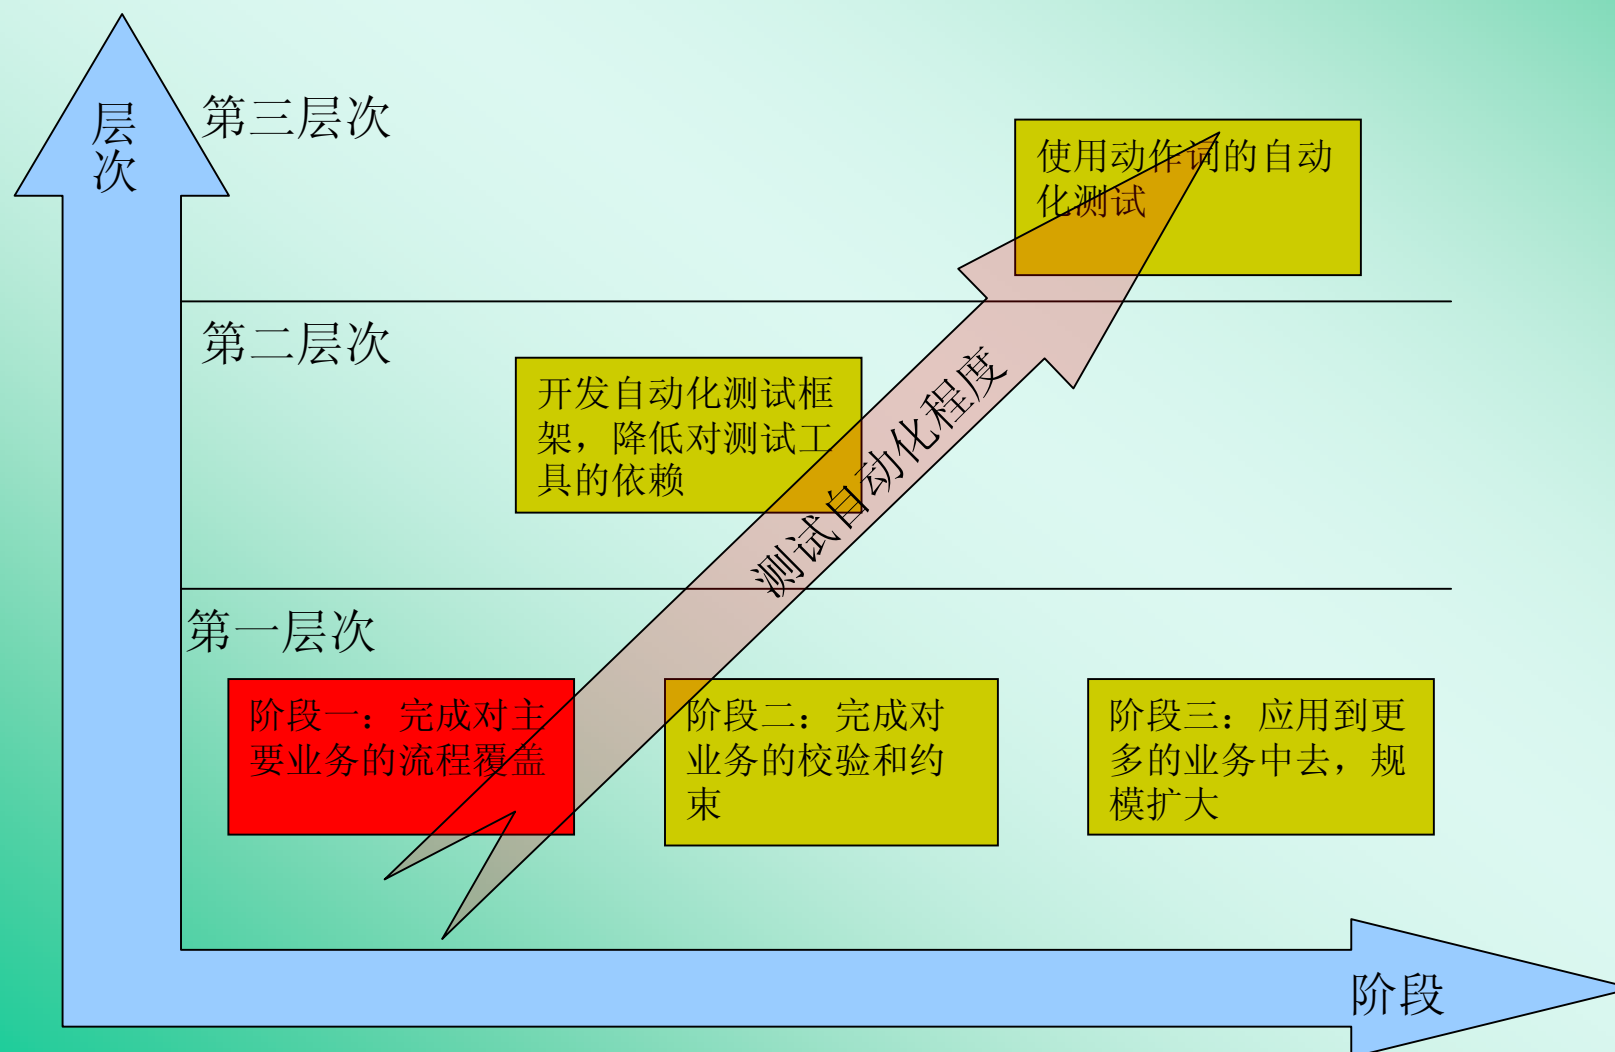 层
次
第三层次
使用动作词的自动
化测试
第二层次
开发自动化测试框
架，降低对测试工
具的依赖
测试自动化程度
第一层次
阶段一：完成对主
要业务的流程覆盖
阶段二：完成对
业务的校验和约
束
阶段三：应用到更
多的业务中去，规
模扩大
阶段